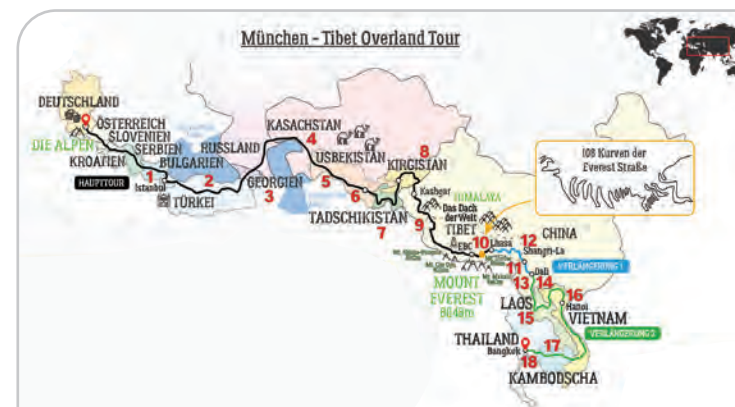 München - Tibet Overland Tour
DEUTSCHLAND
ÖSTERREICH
SLOVENIEN
DIE ALPEN
SERBIEN
KROATIEN
BULGARIEN
HAUPTTOUR
1
Istanbul
2
TÜRKEI
RUSSLAND
GEORGIEN
3
KASACHSTAN
4
USBEKISTAN
5
6
TADSCHIKISTAN
7
8
KIRGISTAN
Kashgar
9
HIMALAYA
Das Dach
der Welt
TIBET
EBC
10
Lhasa
MOUNT
EVEREST
8848m
108 Kurven der
Everest Straße
CHINA
12
Shangri-La
11
VERLÄNGERUNG 1
Dali
13
14
LAOS
15
16
Hanoi
VIETNAM
VERLÄNGERUNG 2
THAILAND
Bangkok
17
18
KAMBODSCHA